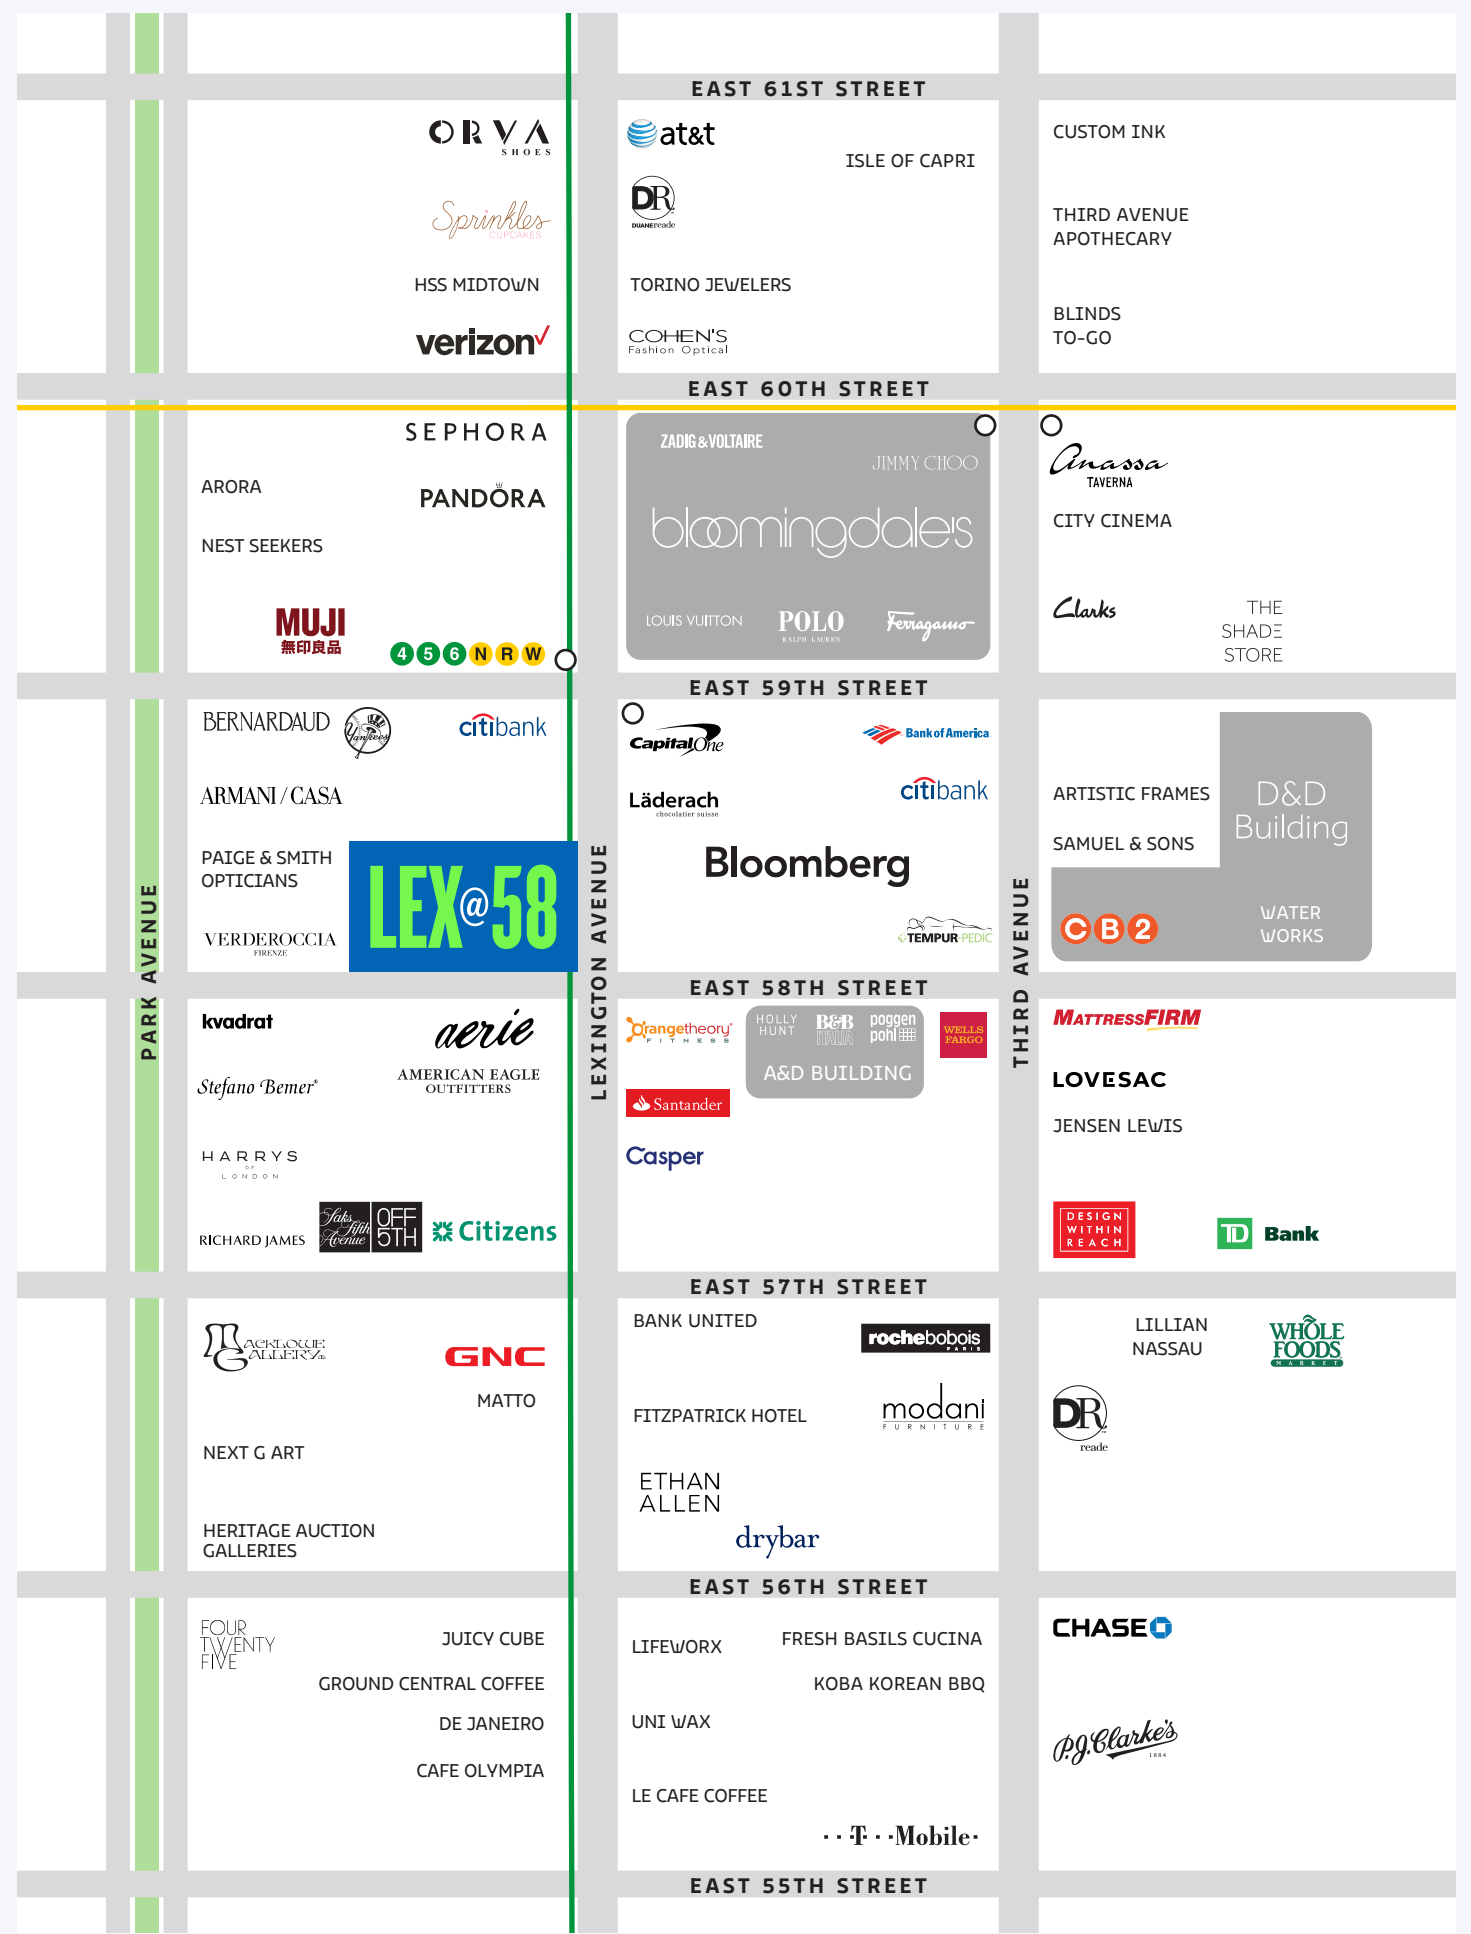 EAST 61ST STREET
ORVA
SHOES
at&t
CUSTOM INK
ISLE OF CAPRI
DR
DUANEreade
Sprinkles
CUPCAKES
THIRD AVENUE
APOTHECARY
HSS MIDTOWN
TORINO JEWELERS
BLINDS
TO-GO
verizon
COHEN'S
Fashion Optical
EAST 60TH STREET
SEPHORA
ZADIG&VOLTAIRE
JIMMY CHOO
anassa
TAVERNA
ARORA
PANDORA
bloomingdale's
CITY CINEMA
NEST SEEKERS
MUJI
無印良品
4 5 6 N R W
LOUIS VUITTON
POLO
RALPH LAUREN
Ferragamo
Clarks
THE
SHADE
STORE
EAST 59TH STREET
BERNARDAUD
Yankees
citibank
Capital One
Bank of America
ARMANI / CASA
Läderach
chocolatier suisse
citibank
ARTISTIC FRAMES
D&D
Building
PAIGE & SMITH
OPTICIANS
LEX@58
Bloomberg
SAMUEL & SONS
VERDEROCCIA
FIRENZE
TEMPUR-PEDIC
CB2
WATER
WORKS
PARK AVENUE
LEXINGTON AVENUE
THIRD AVENUE
EAST 58TH STREET
kvadrat
aerie
orangetheory
FITNESS
HOLLY
HUNT
B&B
ITALIA
poggen
pohl
A&D BUILDING
WELLS
FARGO
MATTRESSFIRM
Stefano Bemer
AMERICAN EAGLE
OUTFITTERS
Santander
LOVESAC
JENSEN LEWIS
HARRYS
OF
LONDON
Casper
RICHARD JAMES
Saks
fifth
Avenue
OFF
5TH
Citizens
DESIGN
WITHIN
REACH
TD Bank
EAST 57TH STREET
MACKLOWE
GALLERY
GNC
BANK UNITED
rochebobois
PARIS
LILLIAN
NASSAU
WHOLE
FOODS
MARKET
MATTO
FITZPATRICK HOTEL
modani
FURNITURE
DR
reade
NEXT G ART
ETHAN
ALLEN
drybar
HERITAGE AUCTION
GALLERIES
EAST 56TH STREET
FOUR
TWENTY
FIVE
JUICY CUBE
LIFEWORX
FRESH BASILS CUCINA
CHASE
GROUND CENTRAL COFFEE
KOBA KOREAN BBQ
DE JANEIRO
UNI WAX
P.J.Clarke's
1884
CAFE OLYMPIA
LE CAFE COFFEE
T Mobile
EAST 55TH STREET